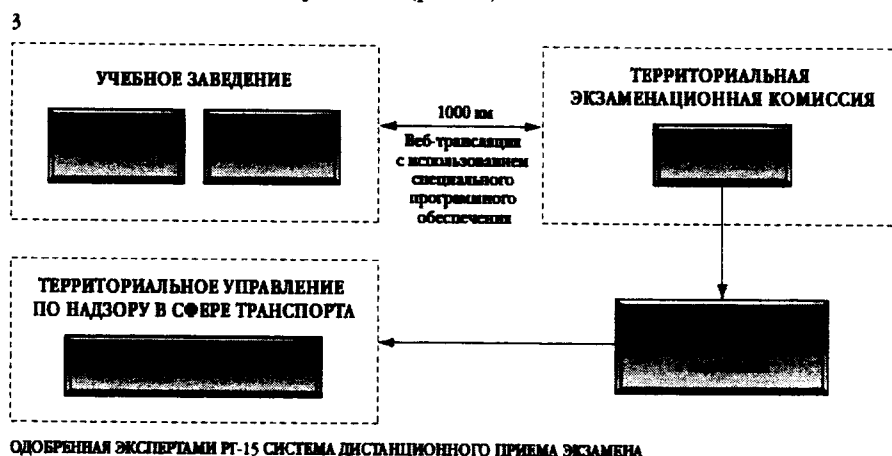 3
УЧЕБНОЕ ЗАВЕДЕНИЕ
1000 км
Веб-трансляция
с использованием
специального
программного
обеспечения
ТЕРРИТОРИАЛЬНАЯ
ЭКЗАМЕНАЦИОННАЯ КОМИССИЯ
ТЕРРИТОРИАЛЬНОЕ УПРАВЛЕНИЕ
ПО НАДЗОРУ В СФЕРЕ ТРАНСПОРТА
ОДОБРЕННАЯ ЭКСПЕРТАМИ РГ-15 СИСТЕМА ДИСТАНЦИОННОГО ПРИЕМА ЭКЗАМЕНА